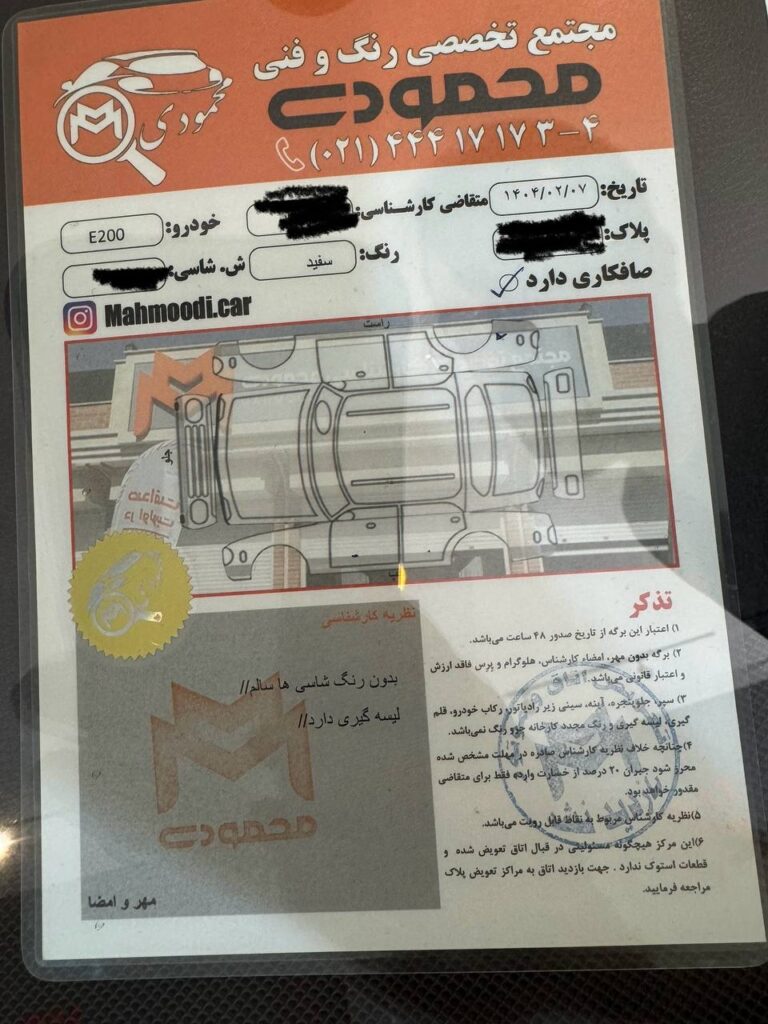 مجتمع تخصصی رنگ و فنی
محمودی
محمودی
(۰۲۱) ۴۴۴ ۱۷ ۱۷ ۳-۴
تاریخ: ۱۴۰۴/۰۲/۰۷ متقاضی کارشناسی: خودرو: E200
پلاک: رنگ: سفید ش. شاسی:
صافکاری دارد
Mahmoodi.car
راست
جلو
صداقت
در اولویت
تذکر
۱) اعتبار این برگه از تاریخ صدور ۴۸ ساعت می‌باشد.
۲) برگه بدون مهر، امضاء کارشناس، هلوگرام و پرس فاقد ارزش
و اعتبار قانونی می‌باشد.
۳) سپر، جلوپنجره، آینه، سینی زیر رادیاتور، رکاب خودرو، قلم
گیری، لیسه گیری و رنگ مجدد کارخانه جزو رنگ نمی‌باشد.
۴)چنانچه خلاف نظریه کارشناس صادره در مهلت مشخص شده
محرز شود جبران ۲۰ درصد از خسارت وارده فقط برای متقاضی
مقدور خواهد بود.
۵)نظریه کارشناس مربوط به نقاط قابل رویت می‌باشد.
۶)این مرکز هیچگونه مسئولیتی در قبال اتاق تعویض شده و
قطعات استوک ندارد . جهت بازدید اتاق به مراکز تعویض پلاک
مراجعه فرمایید.
نظریه کارشناسی
بدون رنگ شاسی ها سالم//
لیسه گیری دارد//
محمودی
مهر و امضا